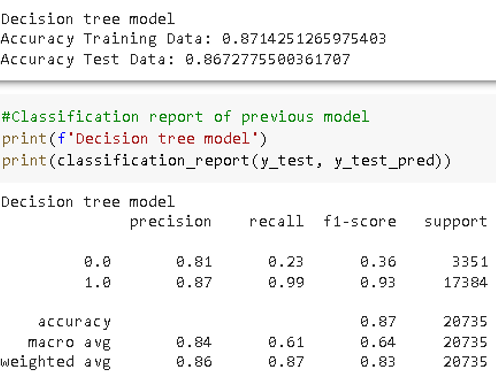 Decision tree model
Accuracy Training Data: 0.8714251265975403
Accuracy Test Data: 0.8672775500361707
#Classification report of previous model
print(f'Decision tree model')
print(classification_report(y_test, y_test_pred))
Decision tree model
precision recall f1-score support
0.0 0.81 0.23 0.36 3351
1.0 0.87 0.99 0.93 17384
accuracy 0.87 20735
macro avg 0.84 0.61 0.64 20735
weighted avg 0.86 0.87 0.83 20735